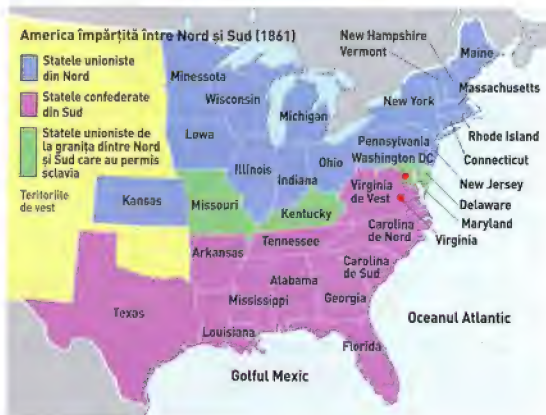 America împărțită între Nord și Sud (1861)
Statele unioniste
din Nord
Statele confederate
din Sud
Statele unioniste de
la granița dintre Nord
și Sud care au permis
sclavia
Teritoriile
de vest
New Hampshire
Vermont
Maine
Minessota
Massachusetts
Wisconsin
New York
Michigan
Rhode Island
Lowa
Pennsylvania
Connecticut
Washington DC
Ohio
Illinois
Indiana
New Jersey
Kansas
Virginia
de Vest
Delaware
Missouri
Kentucky
Maryland
Carolina
de Nord
Virginia
Tennessee
Arkansas
Carolina
de Sud
Alabama
Mississippi
Georgia
Texas
Oceanul Atlantic
Louisiana
Florida
Golful Mexic